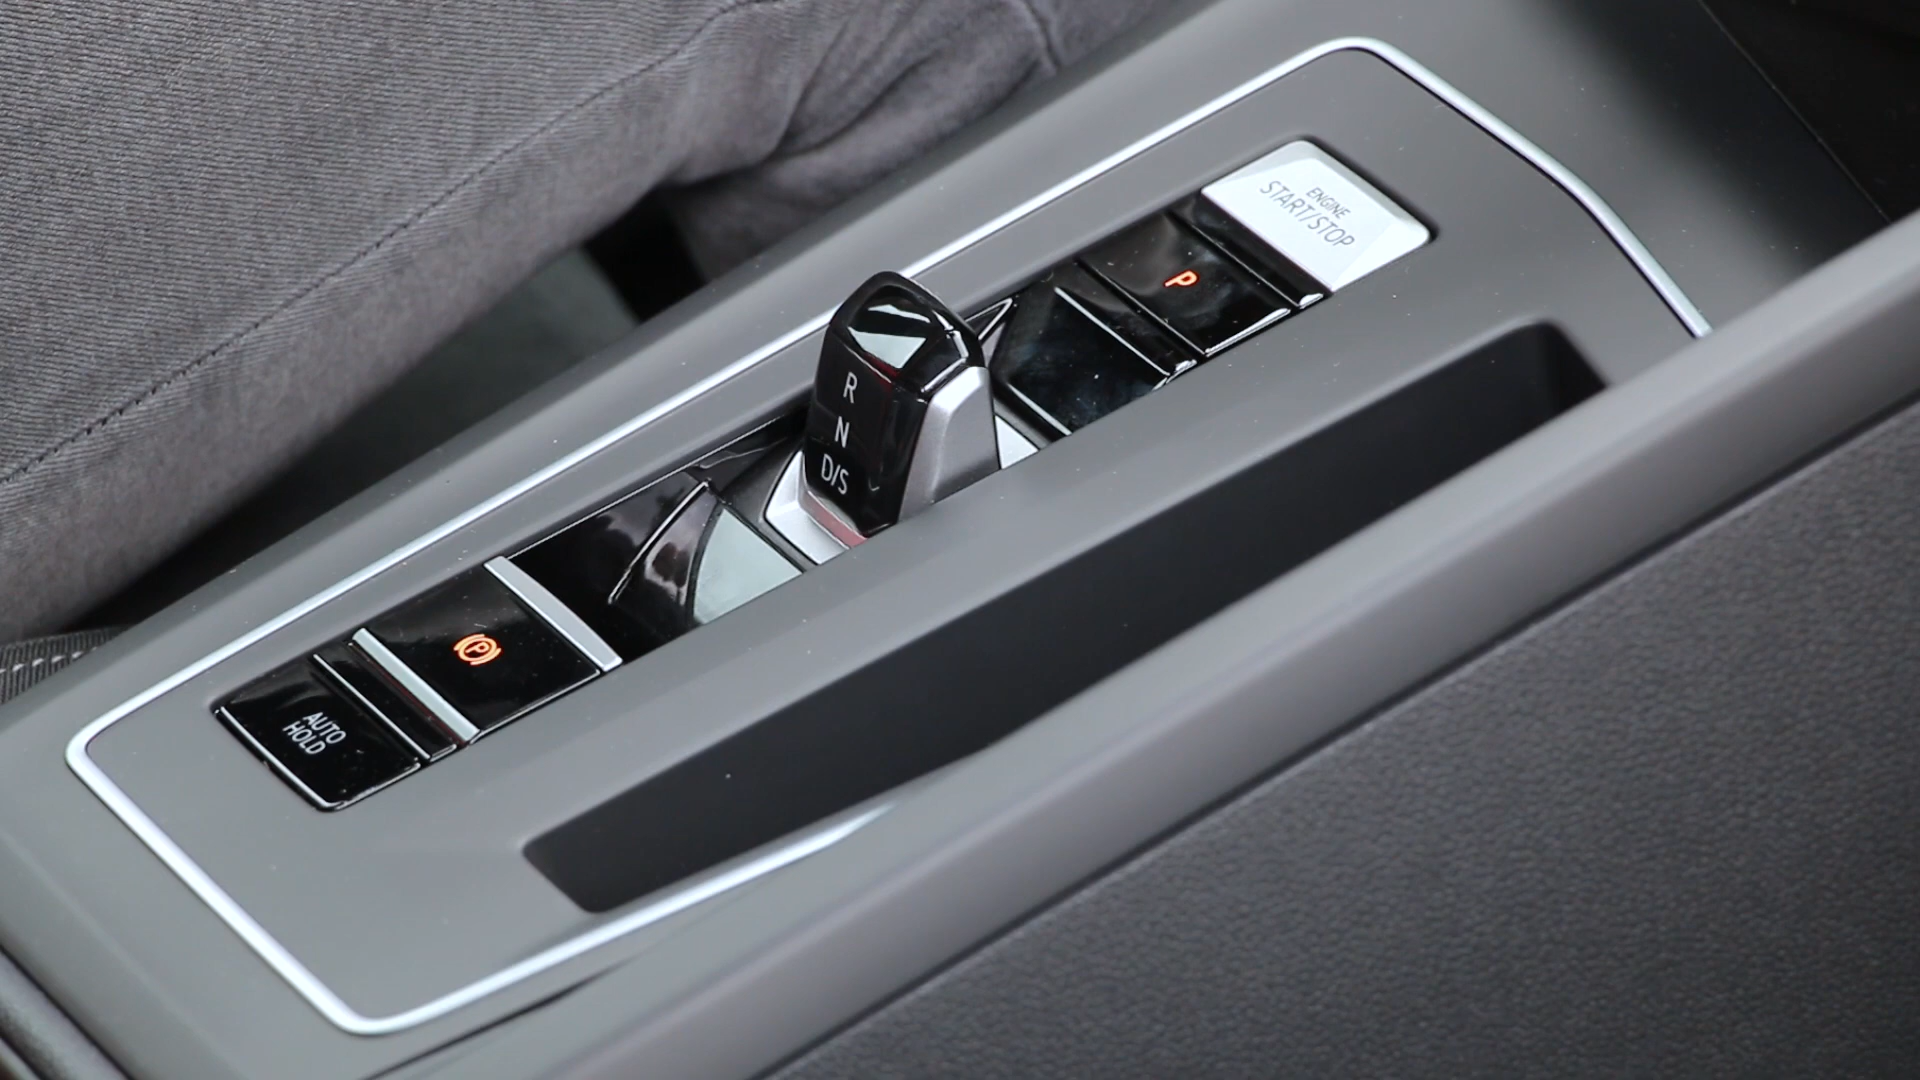 ENGINE
START/STOP
P
R
N
D/S
(P)
AUTO
HOLD